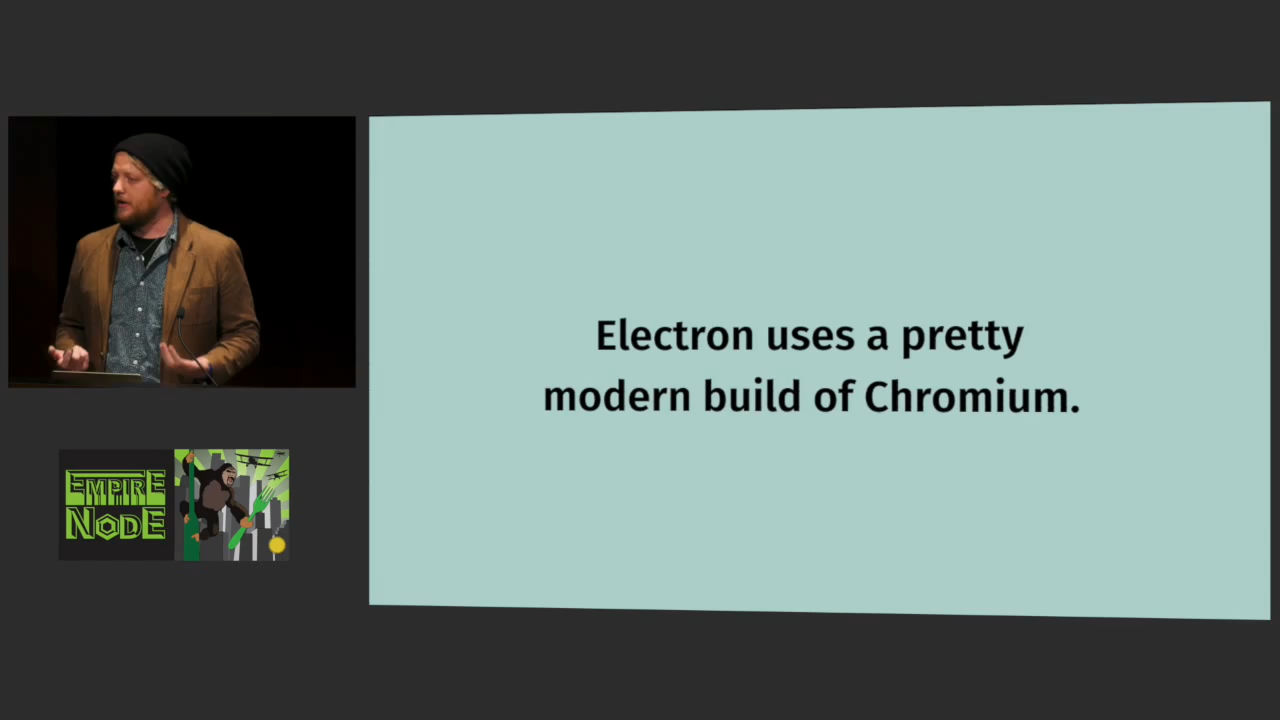 Electron uses a pretty
modern build of Chromium.
EMPIRE
NODE